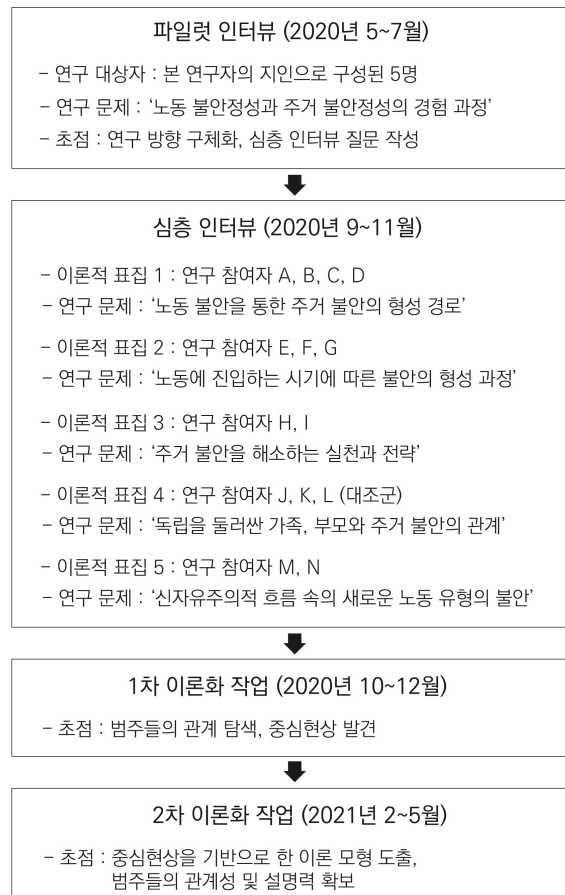 파일럿 인터뷰 (2020년 5~7월)
- 연구 대상자 : 본 연구자의 지인으로 구성된 5명
- 연구 문제 : ‘노동 불안정성과 주거 불안정성의 경험 과정’
- 초점 : 연구 방향 구체화, 심층 인터뷰 질문 작성
심층 인터뷰 (2020년 9~11월)
- 이론적 표집 1 : 연구 참여자 A, B, C, D
- 연구 문제 : ‘노동 불안을 통한 주거 불안의 형성 경로’
- 이론적 표집 2 : 연구 참여자 E, F, G
- 연구 문제 : ‘노동에 진입하는 시기에 따른 불안의 형성 과정’
- 이론적 표집 3 : 연구 참여자 H, I
- 연구 문제 : ‘주거 불안을 해소하는 실천과 전략’
- 이론적 표집 4 : 연구 참여자 J, K, L (대조군)
- 연구 문제 : ‘독립을 둘러싼 가족, 부모와 주거 불안의 관계’
- 이론적 표집 5 : 연구 참여자 M, N
- 연구 문제 : ‘신자유주의적 흐름 속의 새로운 노동 유형의 불안’
1차 이론화 작업 (2020년 10~12월)
- 초점 : 범주들의 관계 탐색, 중심현상 발견
2차 이론화 작업 (2021년 2~5월)
- 초점 : 중심현상을 기반으로 한 이론 모형 도출,
범주들의 관계성 및 설명력 확보